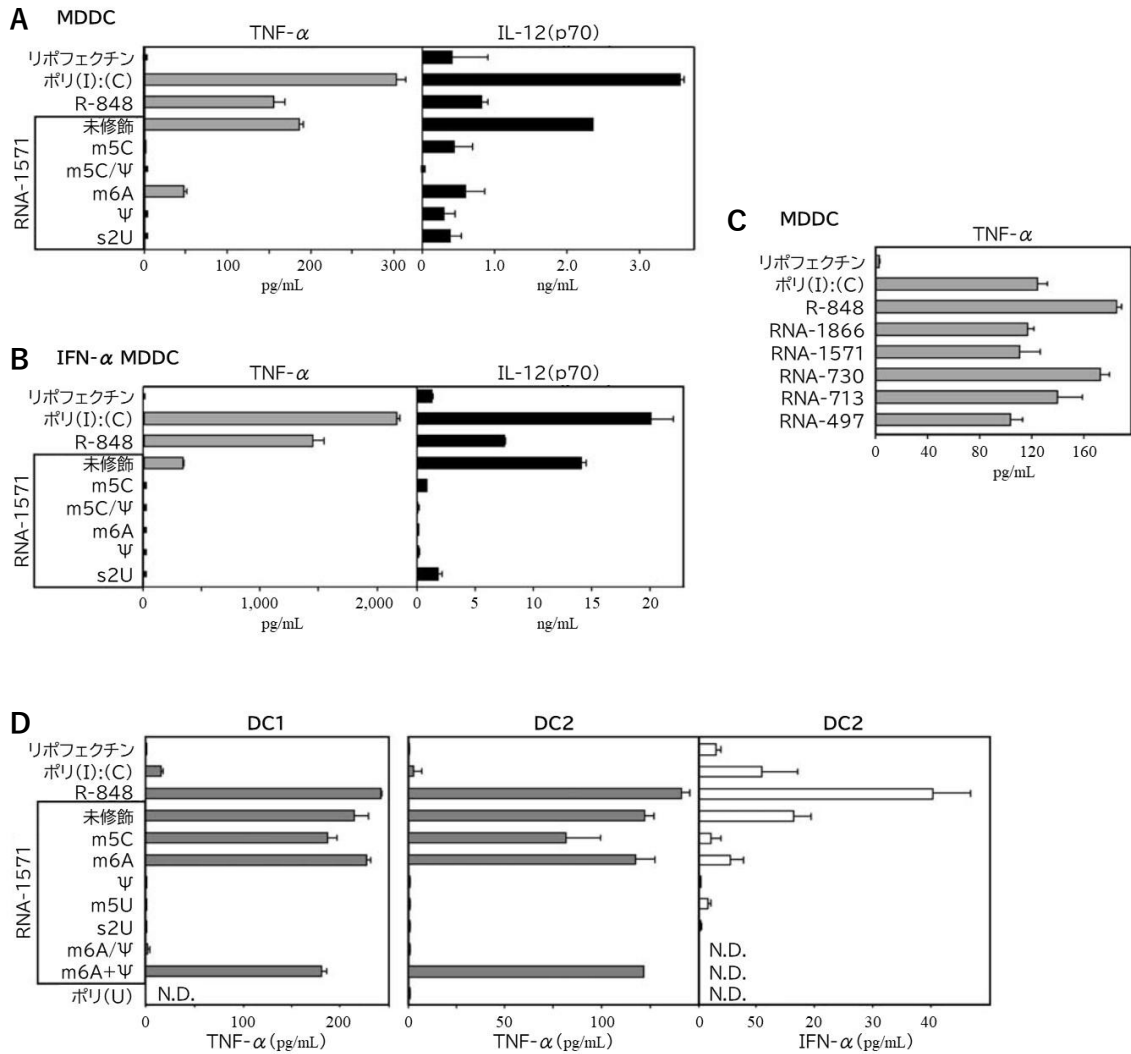 A MDDC
TNF-α IL-12(p70)
リポフェクチン
ポリ(I):(C)
R-848
RNA-1571
未修飾
m5C
m5C/Ψ
m6A
Ψ
s2U
0 100 200 300 0 1.0 2.0 3.0
pg/mL ng/mL
B IFN-α MDDC
TNF-α IL-12(p70)
リポフェクチン
ポリ(I):(C)
R-848
RNA-1571
未修飾
m5C
m5C/Ψ
m6A
Ψ
s2U
0 1,000 2,000 0 5 10 15 20
pg/mL ng/mL
C MDDC
TNF-α
リポフェクチン
ポリ(I):(C)
R-848
RNA-1866
RNA-1571
RNA-730
RNA-713
RNA-497
0 40 80 120 160
pg/mL
D DC1 DC2 DC2
リポフェクチン
ポリ(I):(C)
R-848
RNA-1571
未修飾
m5C
m6A
Ψ
m5U
s2U
m6A/Ψ N.D.
m6A+Ψ N.D.
ポリ(U) N.D. N.D.
0 100 200 0 50 100 0 50 20 30 40
TNF-α(pg/mL) TNF-α(pg/mL) IFN-α(pg/mL)